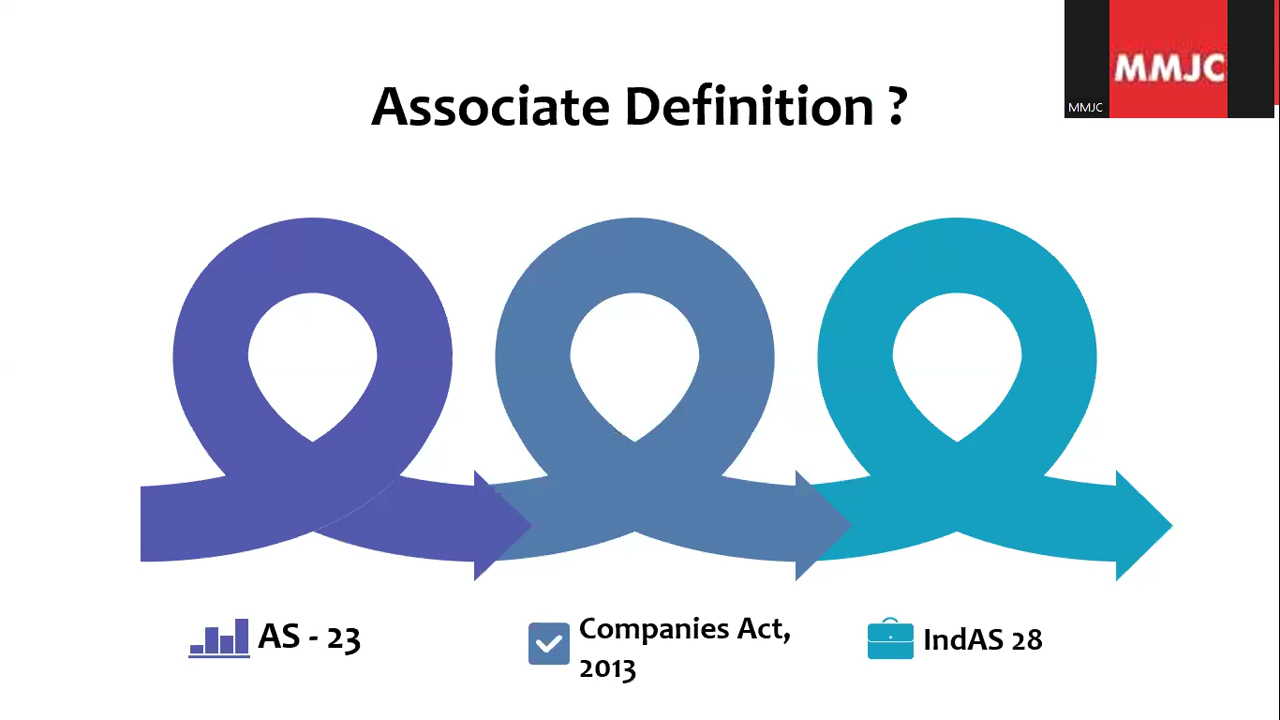 MMJC
MMJC
Associate Definition ?
AS - 23
Companies Act,
2013
IndAS 28